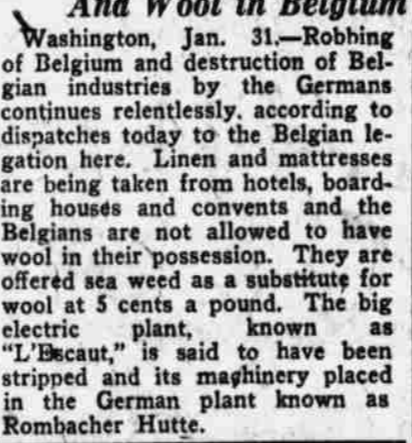 And Wool in Belgium
Washington, Jan. 31.—Robbing
of Belgium and destruction of Bel-
gian industries by the Germans
continues relentlessly, according to
dispatches today to the Belgian le-
gation here. Linen and mattresses
are being taken from hotels, board-
ing houses and convents and the
Belgians are not allowed to have
wool in their possession. They are
offered sea weed as a substitute for
wool at 5 cents a pound. The big
electric plant, known as
"L'Escaut," is said to have been
stripped and its machinery placed
in the German plant known as
Rombacher Hutte.